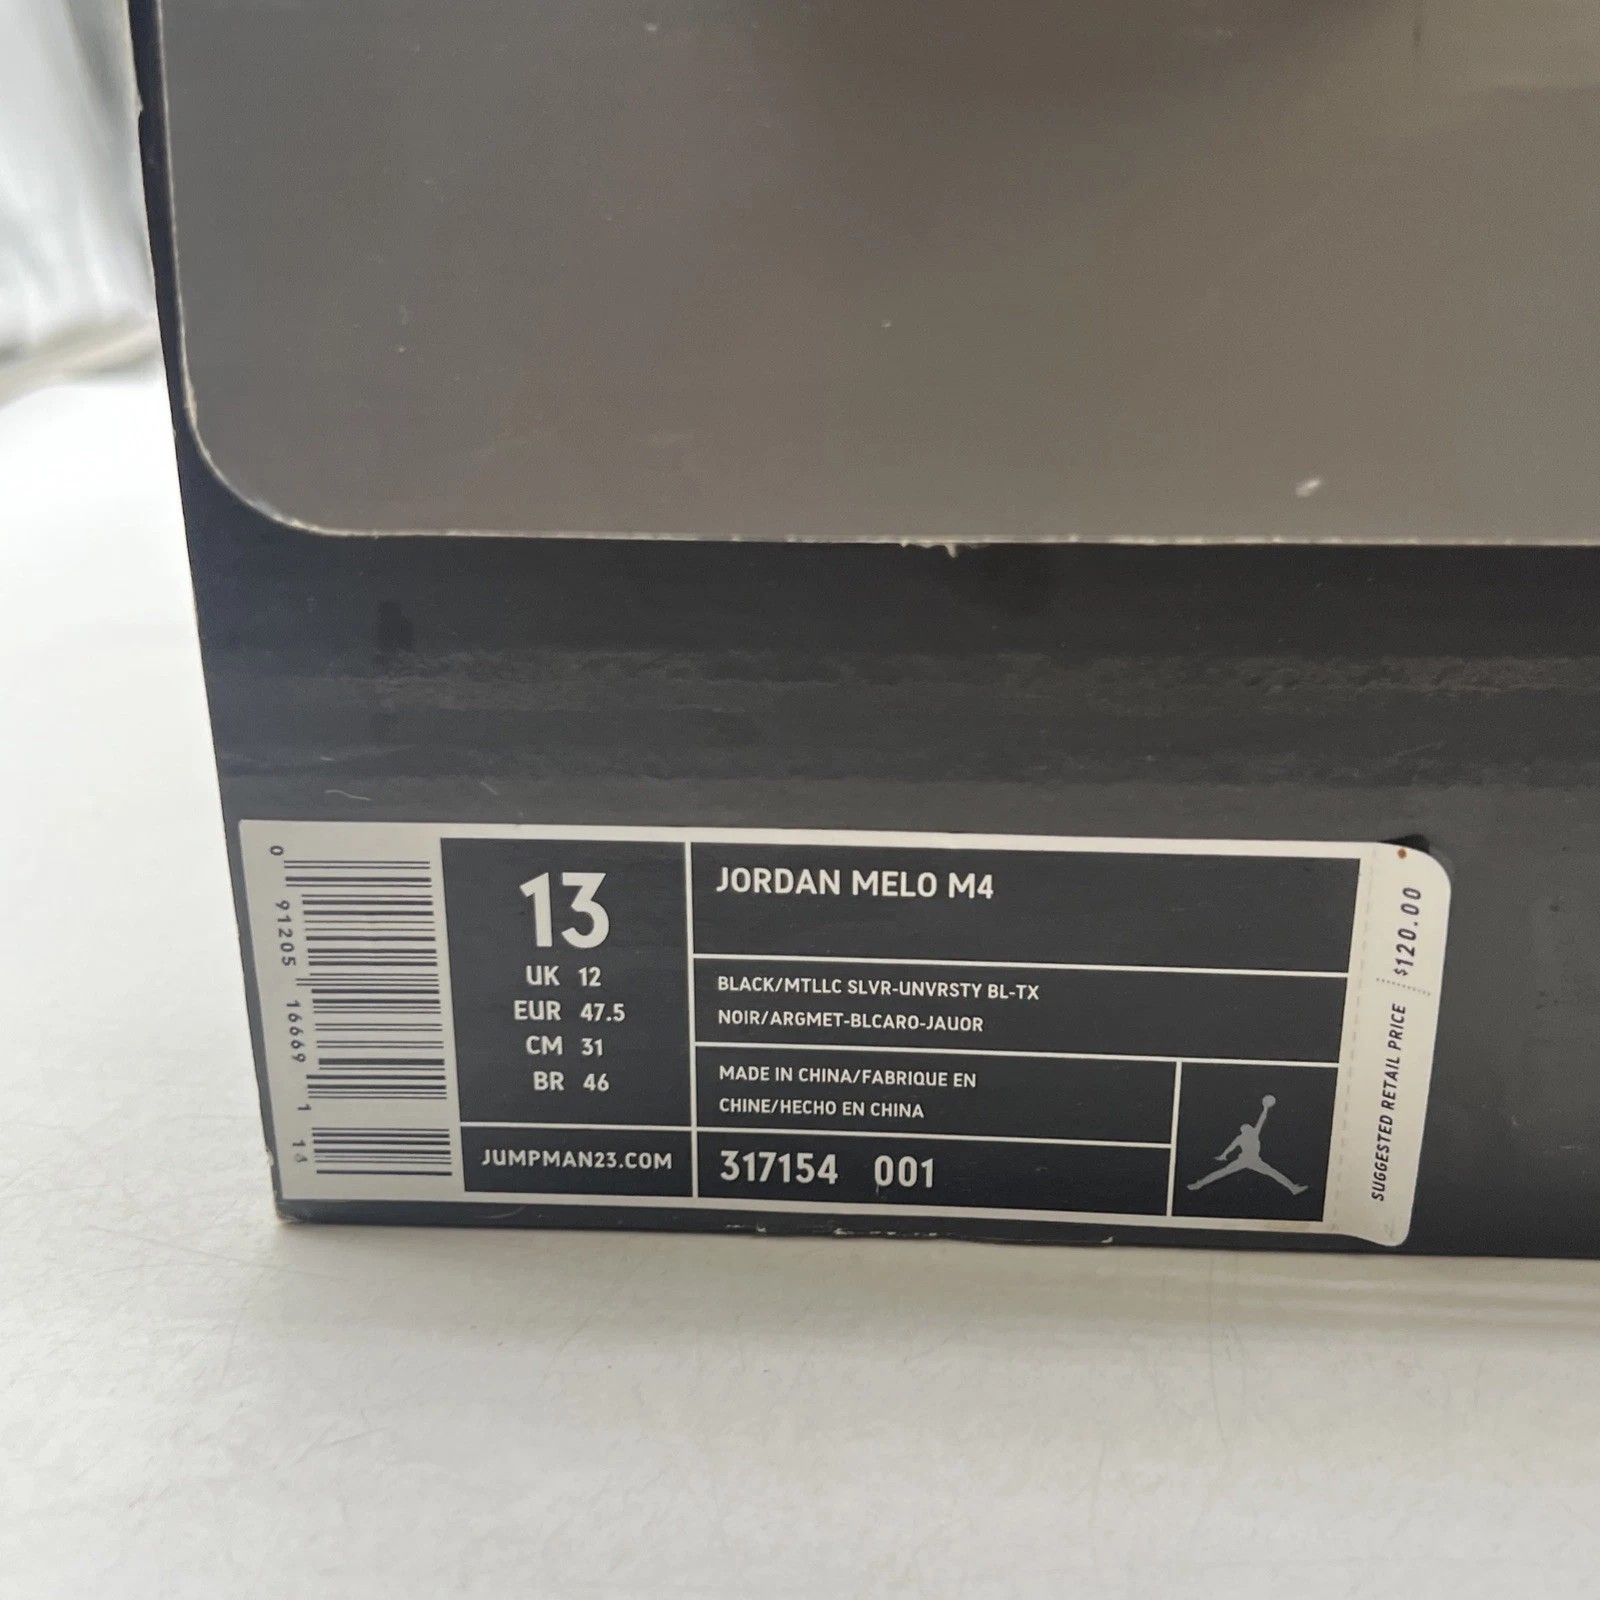 0 91205 16669 1
13
UK 12
EUR 47.5
CM 31
BR 46
JUMPMAN23.COM
JORDAN MELO M4
BLACK/MTLLC SLVR-UNVRSTY BL-TX
NOIR/ARGMET-BLCARO-JAUOR
MADE IN CHINA/FABRIQUE EN
CHINE/HECHO EN CHINA
317154 001
SUGGESTED RETAIL PRICE $120.00